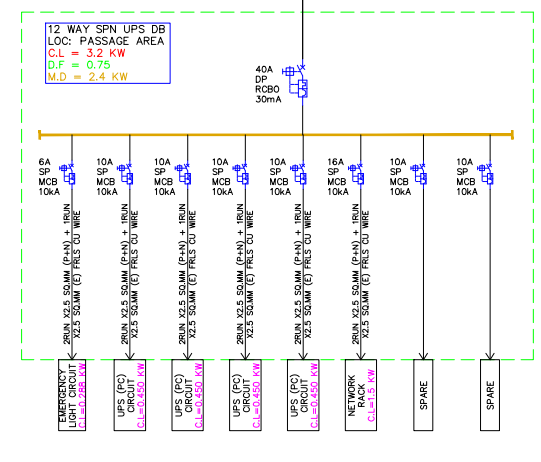 12 WAY SPN UPS DB
LOC: PASSAGE AREA
C.L = 3.2 KW
D.F = 0.75
M.D = 2.4 KW
40A
DP
RCBO
30mA
6A
SP
MCB
10kA
10A
SP
MCB
10kA
10A
SP
MCB
10kA
10A
SP
MCB
10kA
10A
SP
MCB
10kA
16A
SP
MCB
10kA
10A
SP
MCB
10kA
10A
SP
MCB
10kA
2RUN X2.5 SQ.MM (P+N) + 1RUN
X2.5 SQ.MM (E) FRLS CU WIRE
2RUN X2.5 SQ.MM (P+N) + 1RUN
X2.5 SQ.MM (E) FRLS CU WIRE
2RUN X2.5 SQ.MM (P+N) + 1RUN
X2.5 SQ.MM (E) FRLS CU WIRE
2RUN X2.5 SQ.MM (P+N) + 1RUN
X2.5 SQ.MM (E) FRLS CU WIRE
2RUN X2.5 SQ.MM (P+N) + 1RUN
X2.5 SQ.MM (E) FRLS CU WIRE
2RUN X2.5 SQ.MM (P+N) + 1RUN
X2.5 SQ.MM (E) FRLS CU WIRE
EMERGENCY
LIGHT CIRCUIT
C.L=0.288 KW
UPS (PC)
CIRCUIT
C.L=0.450 KW
UPS (PC)
CIRCUIT
C.L=0.450 KW
UPS (PC)
CIRCUIT
C.L=0.450 KW
UPS (PC)
CIRCUIT
C.L=0.450 KW
NETWORK
RACK
C.L=1.5 KW
SPARE
SPARE